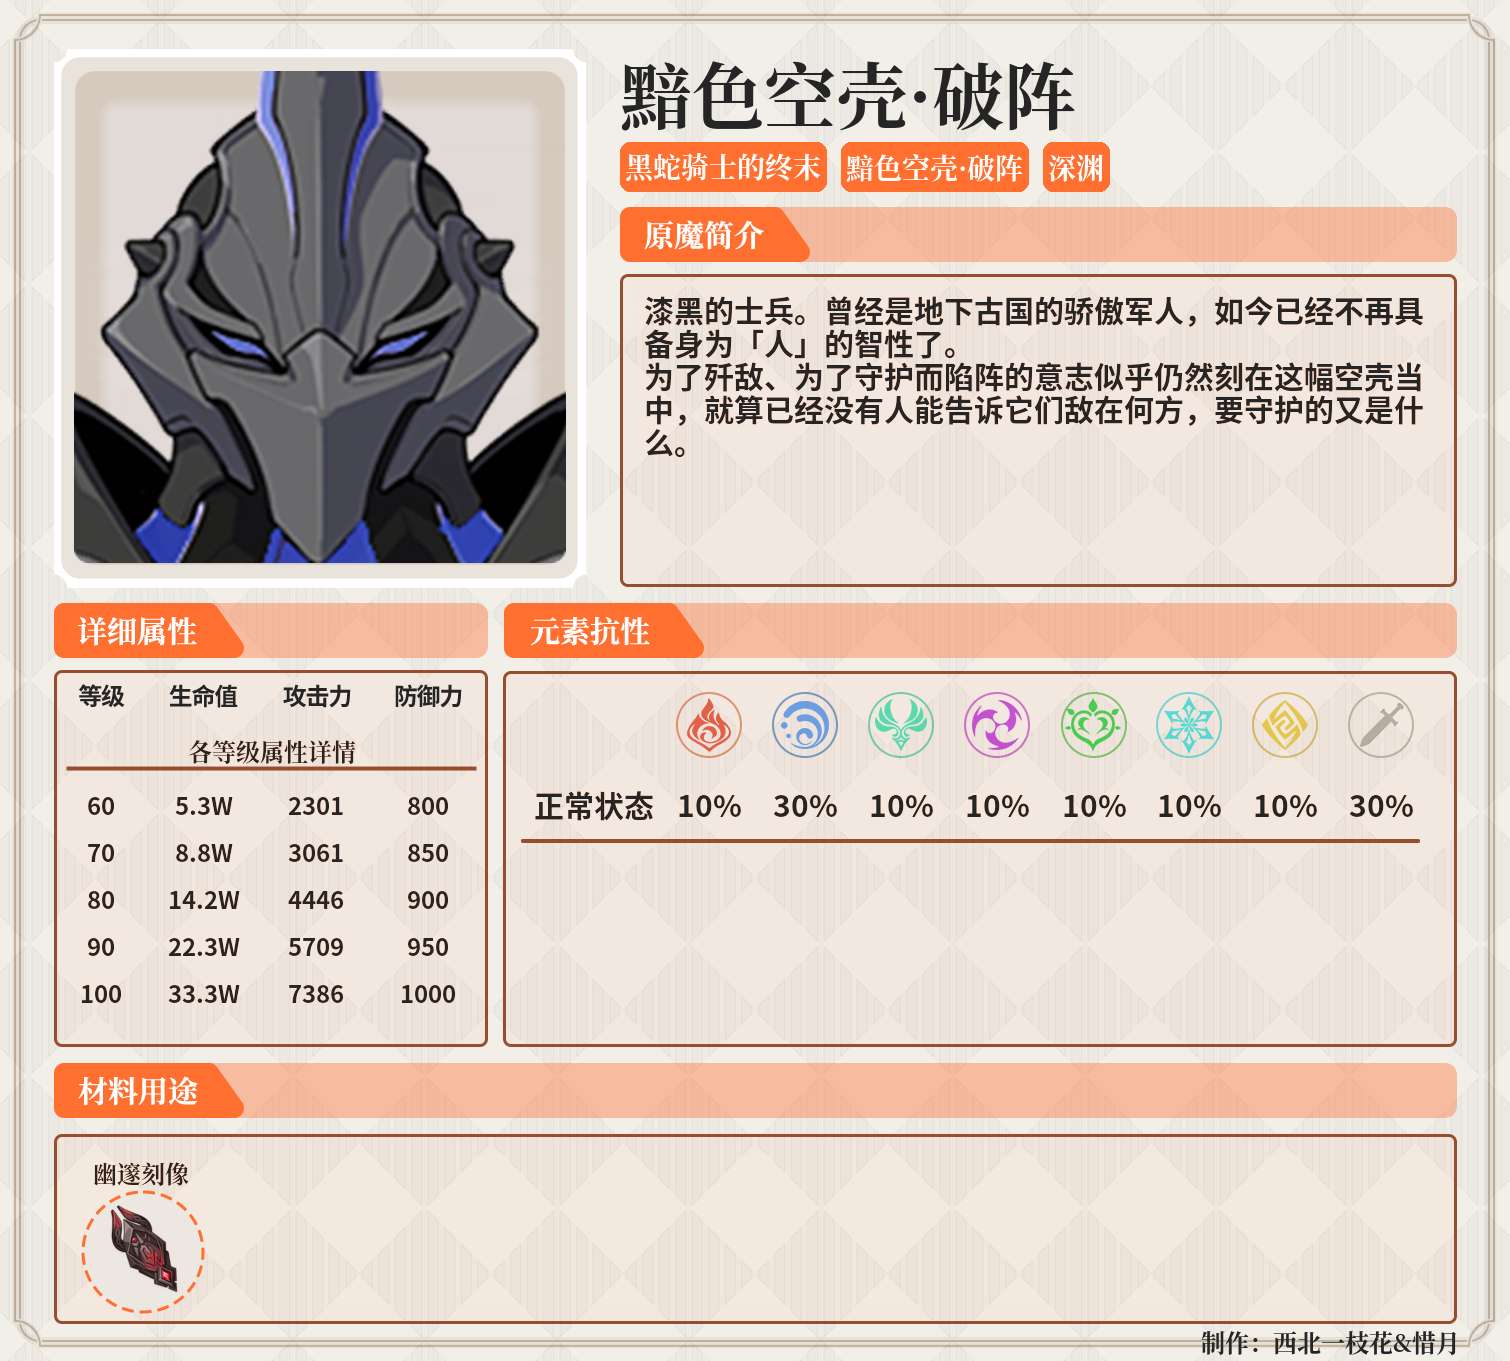 黯色空壳·破阵
黑蛇骑士的终末 黯色空壳·破阵 深渊
原魔简介
漆黑的士兵。曾经是地下古国的骄傲军人，如今已经不再具
备身为「人」的智性了。
为了歼敌、为了守护而陷阵的意志似乎仍然刻在这幅空壳当
中，就算已经没有人能告诉它们敌在何方，要守护的又是什
么。
详细属性
等级 生命值 攻击力 防御力
各等级属性详情
60 5.3W 2301 800
70 8.8W 3061 850
80 14.2W 4446 900
90 22.3W 5709 950
100 33.3W 7386 1000
元素抗性
正常状态 10% 30% 10% 10% 10% 10% 10% 30%
材料用途
幽邃刻像
制作：西北一枝花&惜月